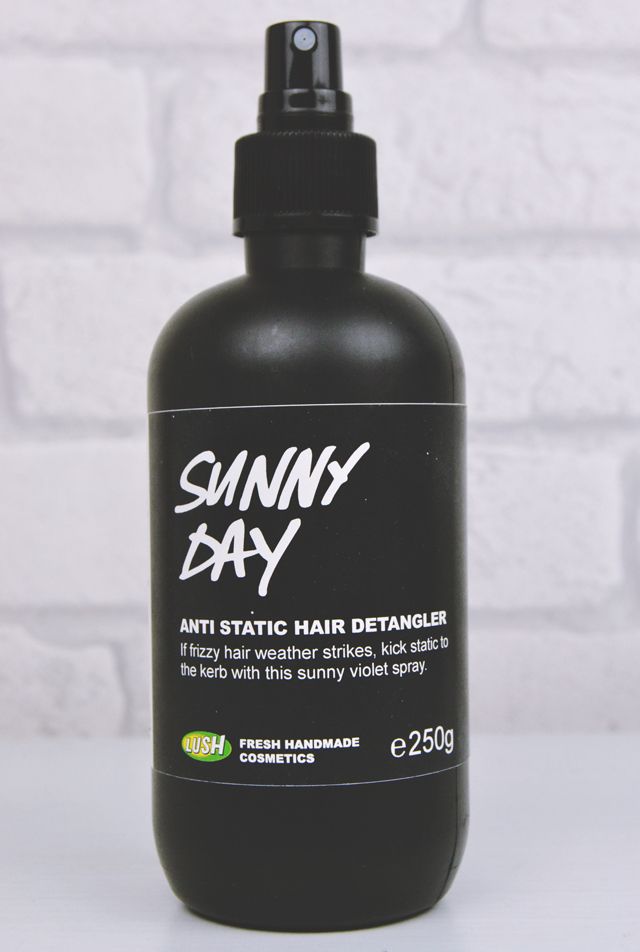 SUNNY
DAY
ANTI STATIC HAIR DETANGLER
If frizzy hair weather strikes, kick static to
the kerb with this sunny violet spray.
LUSH FRESH HANDMADE
COSMETICS
℮250g